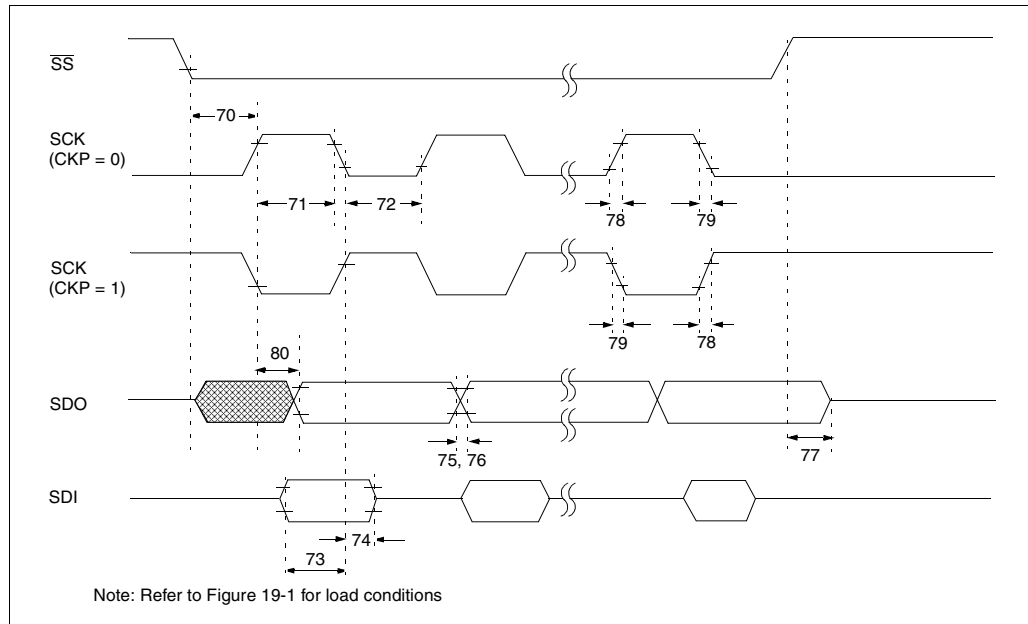 SS
70
SCK
(CKP = 0)
71
72
78
79
SCK
(CKP = 1)
79
78
80
SDO
75, 76
77
SDI
74
73
Note: Refer to Figure 19-1 for load conditions